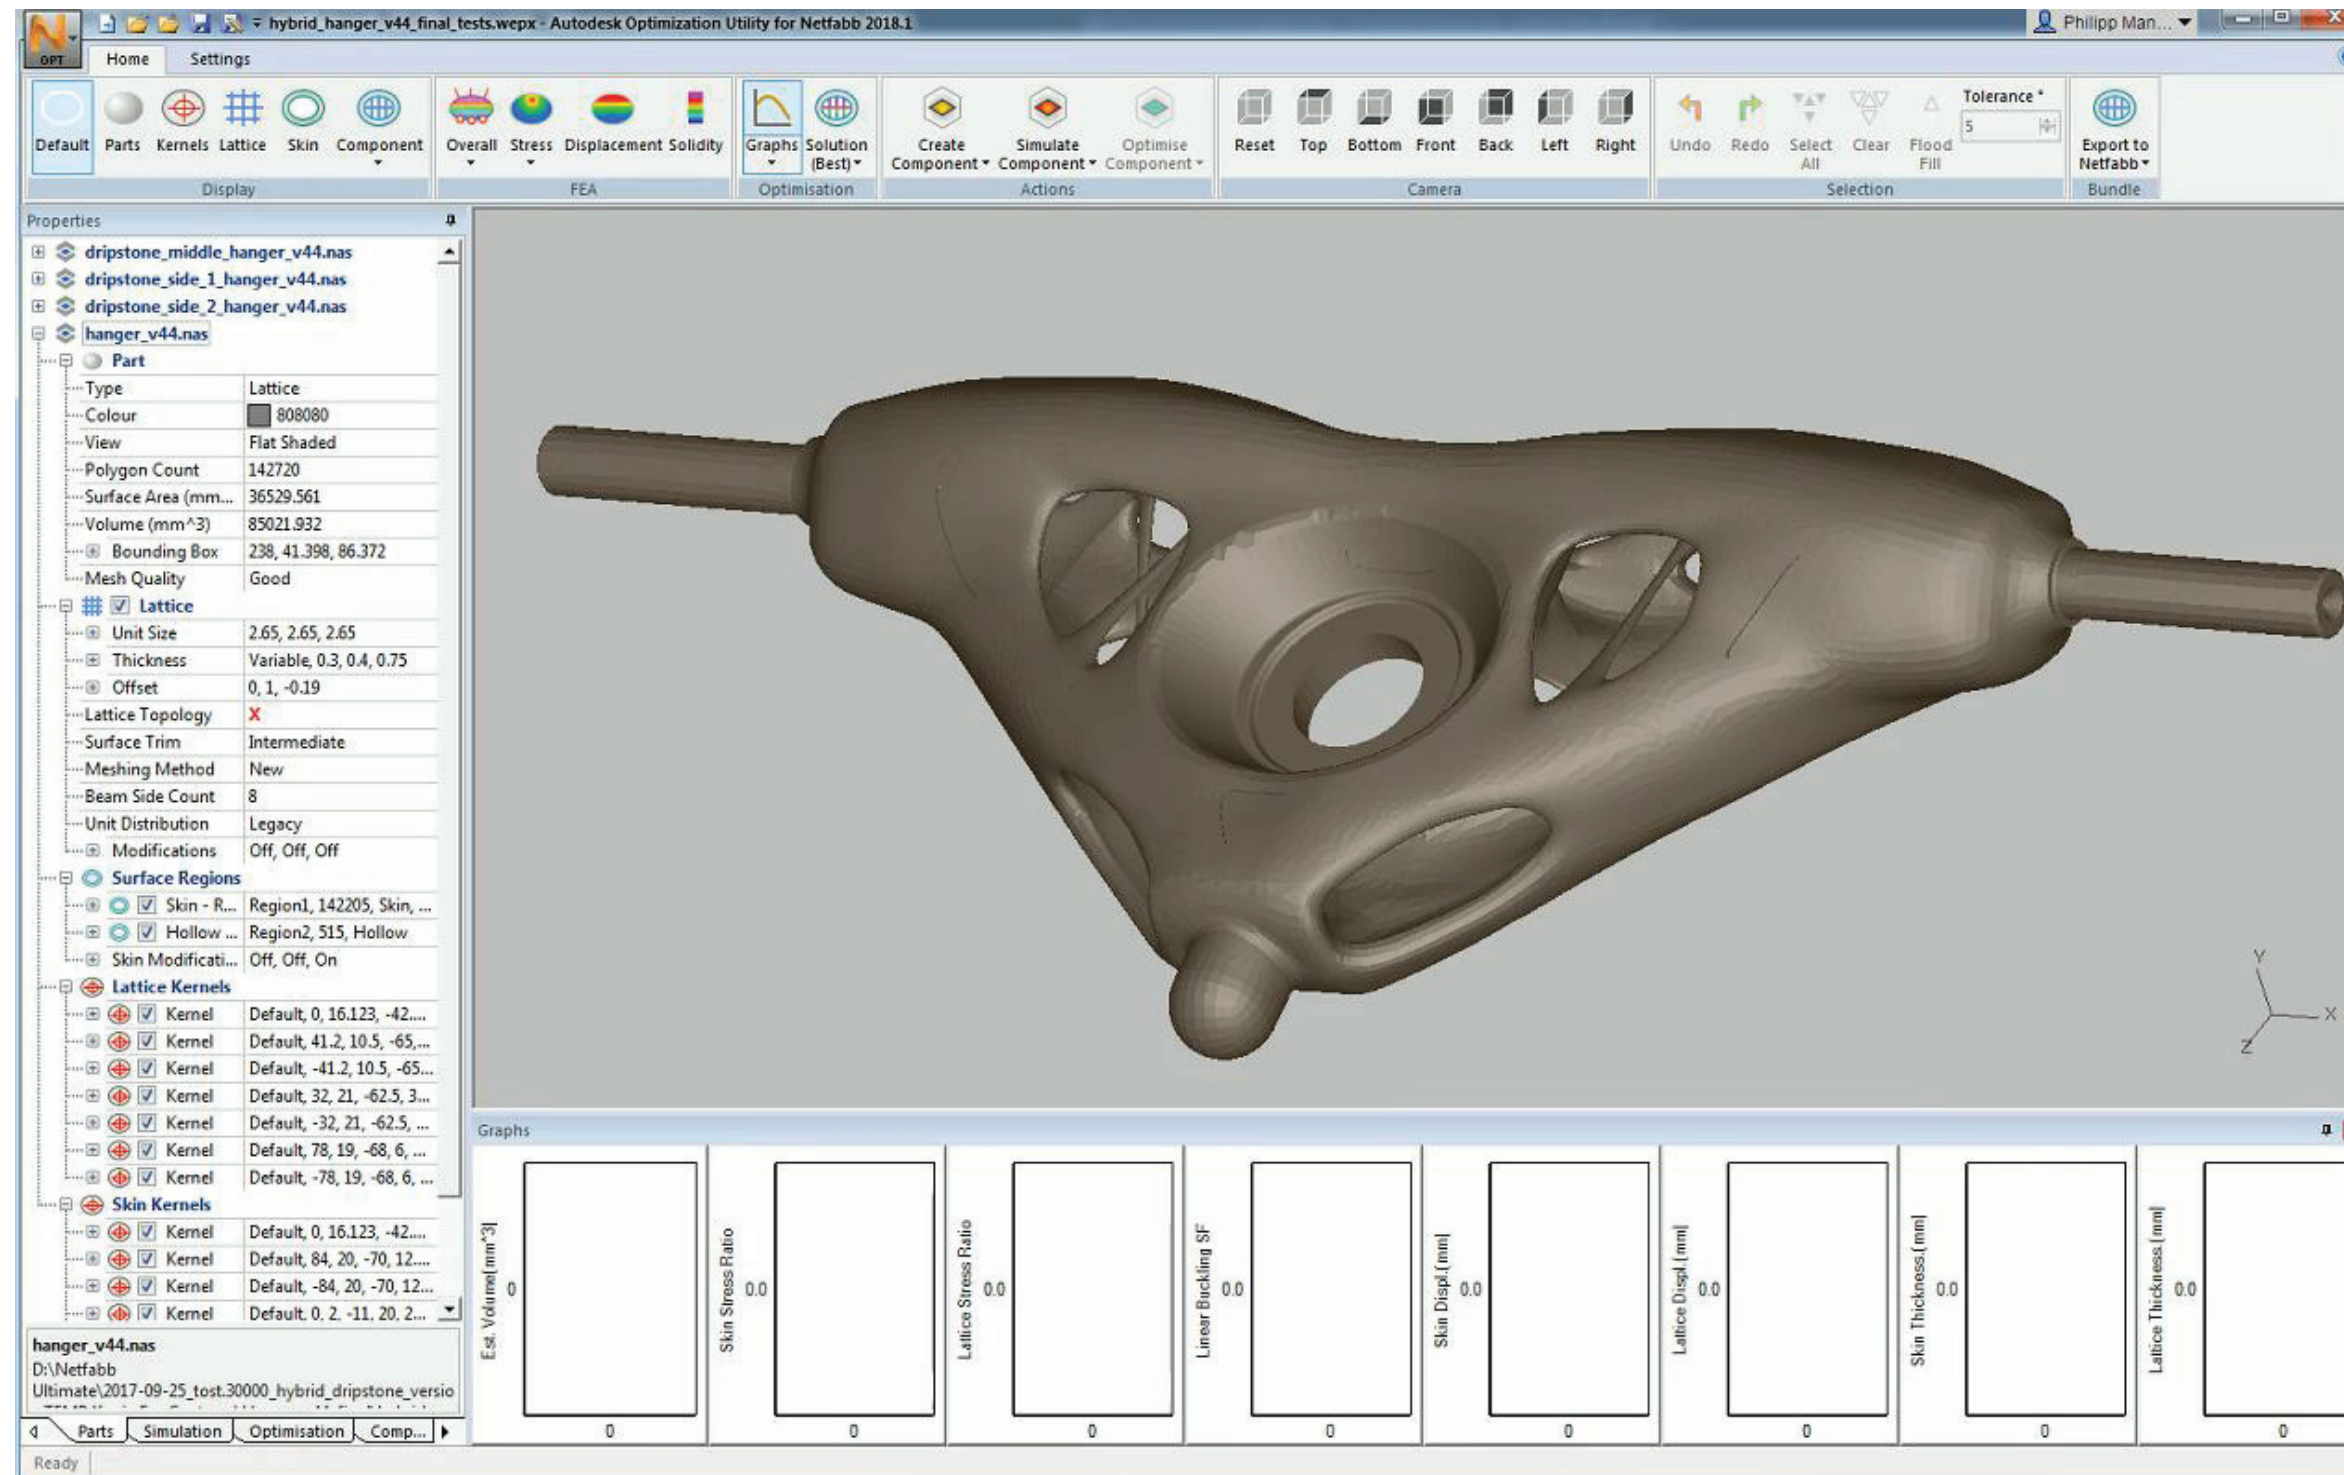 hybrid_hanger_v44_final_tests.wepx - Autodesk Optimization Utility for Netfabb 2018.1
Philipp Man...
OPT
Home Settings
Default Parts Kernels Lattice Skin Component
Display
Overall Stress Displacement Solidity
FEA
Graphs Solution (Best)
Optimisation
Create Component Simulate Component Optimise Component
Actions
Reset Top Bottom Front Back Left Right
Camera
Undo Redo Select All Clear Flood Fill
Tolerance *
5
Selection
Export to Netfabb
Bundle
Properties
dripstone_middle_hanger_v44.nas
dripstone_side_1_hanger_v44.nas
dripstone_side_2_hanger_v44.nas
hanger_v44.nas
Part
Type Lattice
Colour 808080
View Flat Shaded
Polygon Count 142720
Surface Area (mm... 36529.561
Volume (mm^3) 85021.932
Bounding Box 238, 41.398, 86.372
Mesh Quality Good
Lattice
Unit Size 2.65, 2.65, 2.65
Thickness Variable, 0.3, 0.4, 0.75
Offset 0, 1, -0.19
Lattice Topology X
Surface Trim Intermediate
Meshing Method New
Beam Side Count 8
Unit Distribution Legacy
Modifications Off, Off, Off
Surface Regions
Skin - R... Region1, 142205, Skin, ...
Hollow ... Region2, 515, Hollow
Skin Modificati... Off, Off, On
Lattice Kernels
Kernel Default, 0, 16.123, -42....
Kernel Default, 41.2, 10.5, -65,...
Kernel Default, -41.2, 10.5, -65...
Kernel Default, 32, 21, -62.5, 3...
Kernel Default, -32, 21, -62.5, ...
Kernel Default, 78, 19, -68, 6, ...
Kernel Default, -78, 19, -68, 6, ...
Skin Kernels
Kernel Default, 0, 16.123, -42....
Kernel Default, 84, 20, -70, 12....
Kernel Default, -84, 20, -70, 12...
Kernel Default, 0, 2, -11, 20, 2...
hanger_v44.nas
D:\Netfabb
Ultimate\2017-09-25_tost.30000_hybrid_dripstone_versio
Parts Simulation Optimisation Comp...
Ready
Y
X
Z
Graphs
Est. Volume[mm^3]
0
0
Skin Stress Ratio
0.0
0
Lattice Stress Ratio
0.0
0
Linear Buckling SF
0.0
0
Skin Displ.[mm]
0.0
0
Lattice Displ.[mm]
0.0
0
Skin Thickness.[mm]
0.0
0
Lattice Thickness.[mm]
0.0
0